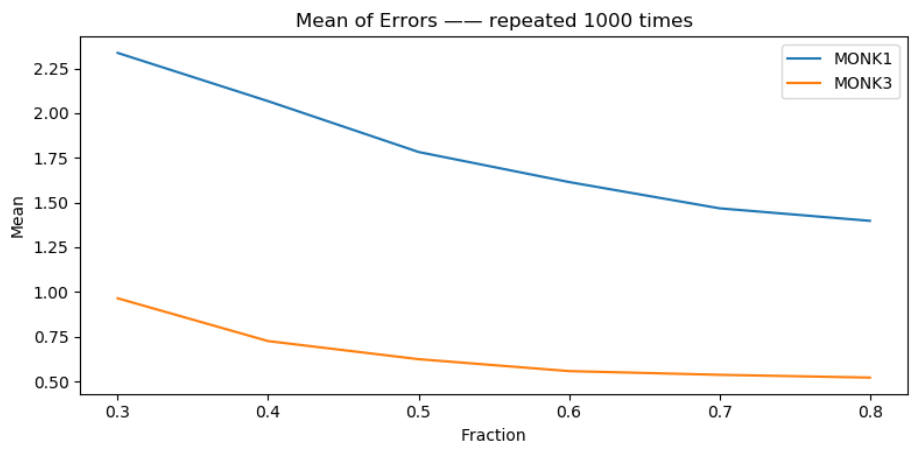 Mean of Errors —— repeated 1000 times
MONK1
MONK3
Mean
2.25
2.00
1.75
1.50
1.25
1.00
0.75
0.50
0.3 0.4 0.5 0.6 0.7 0.8
Fraction